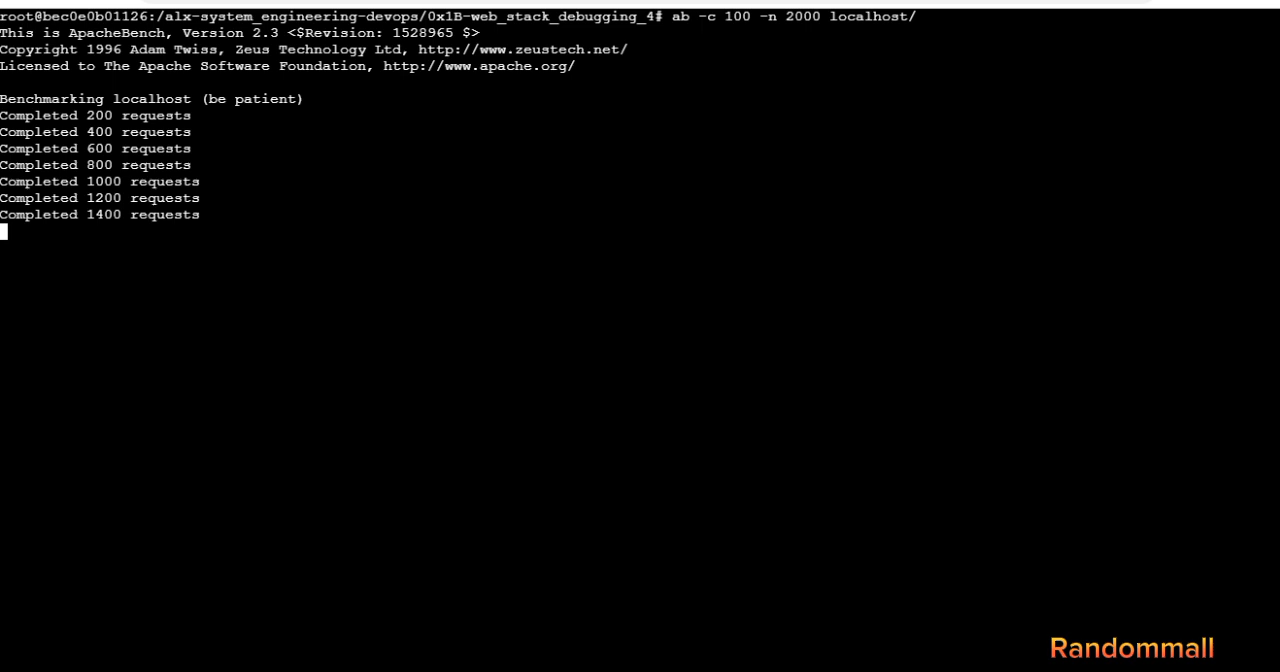 root@bec0e0b01126:/alx-system_engineering-devops/0x1B-web_stack_debugging_4# ab -c 100 -n 2000 localhost/
This is ApacheBench, Version 2.3 <$Revision: 1528965 $>
Copyright 1996 Adam Twiss, Zeus Technology Ltd, http://www.zeustech.net/
Licensed to The Apache Software Foundation, http://www.apache.org/

Benchmarking localhost (be patient)
Completed 200 requests
Completed 400 requests
Completed 600 requests
Completed 800 requests
Completed 1000 requests
Completed 1200 requests
Completed 1400 requests
Randommall